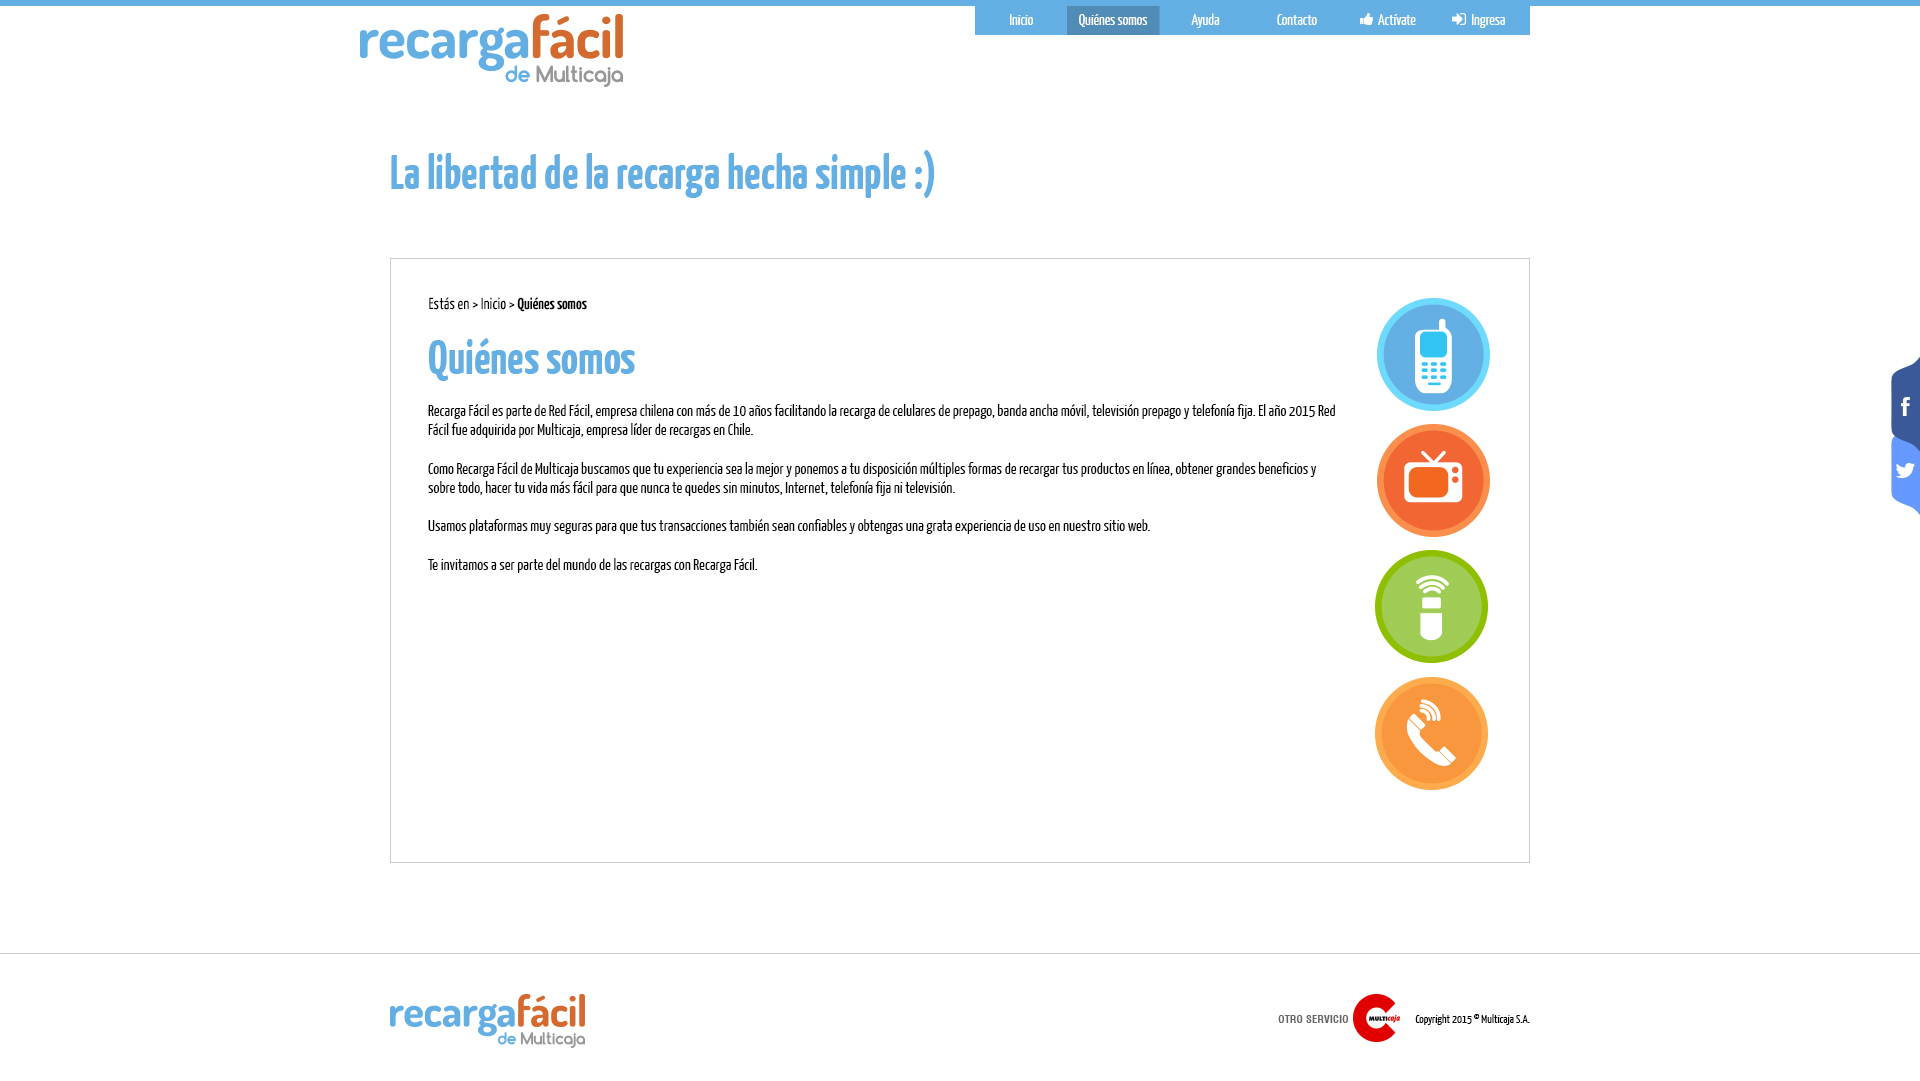 recargafácil
de Multicaja
Inicio
Quiénes somos
Ayuda
Contacto
Actívate
Ingresa
La libertad de la recarga hecha simple :)
Estás en > Inicio > Quiénes somos
Quiénes somos
Recarga Fácil es parte de Red Fácil, empresa chilena con más de 10 años facilitando la recarga de celulares de prepago, banda ancha móvil, televisión prepago y telefonía fija. El año 2015 Red
Fácil fue adquirida por Multicaja, empresa líder de recargas en Chile.
Como Recarga Fácil de Multicaja buscamos que tu experiencia sea la mejor y ponemos a tu disposición múltiples formas de recargar tus productos en línea, obtener grandes beneficios y
sobre todo, hacer tu vida más fácil para que nunca te quedes sin minutos, Internet, telefonía fija ni televisión.
Usamos plataformas muy seguras para que tus transacciones también sean confiables y obtengas una grata experiencia de uso en nuestro sitio web.
Te invitamos a ser parte del mundo de las recargas con Recarga Fácil.
recargafácil
de Multicaja
OTRO SERVICIO
MULTIcaja
Copyright 2015 © Multicaja S.A.